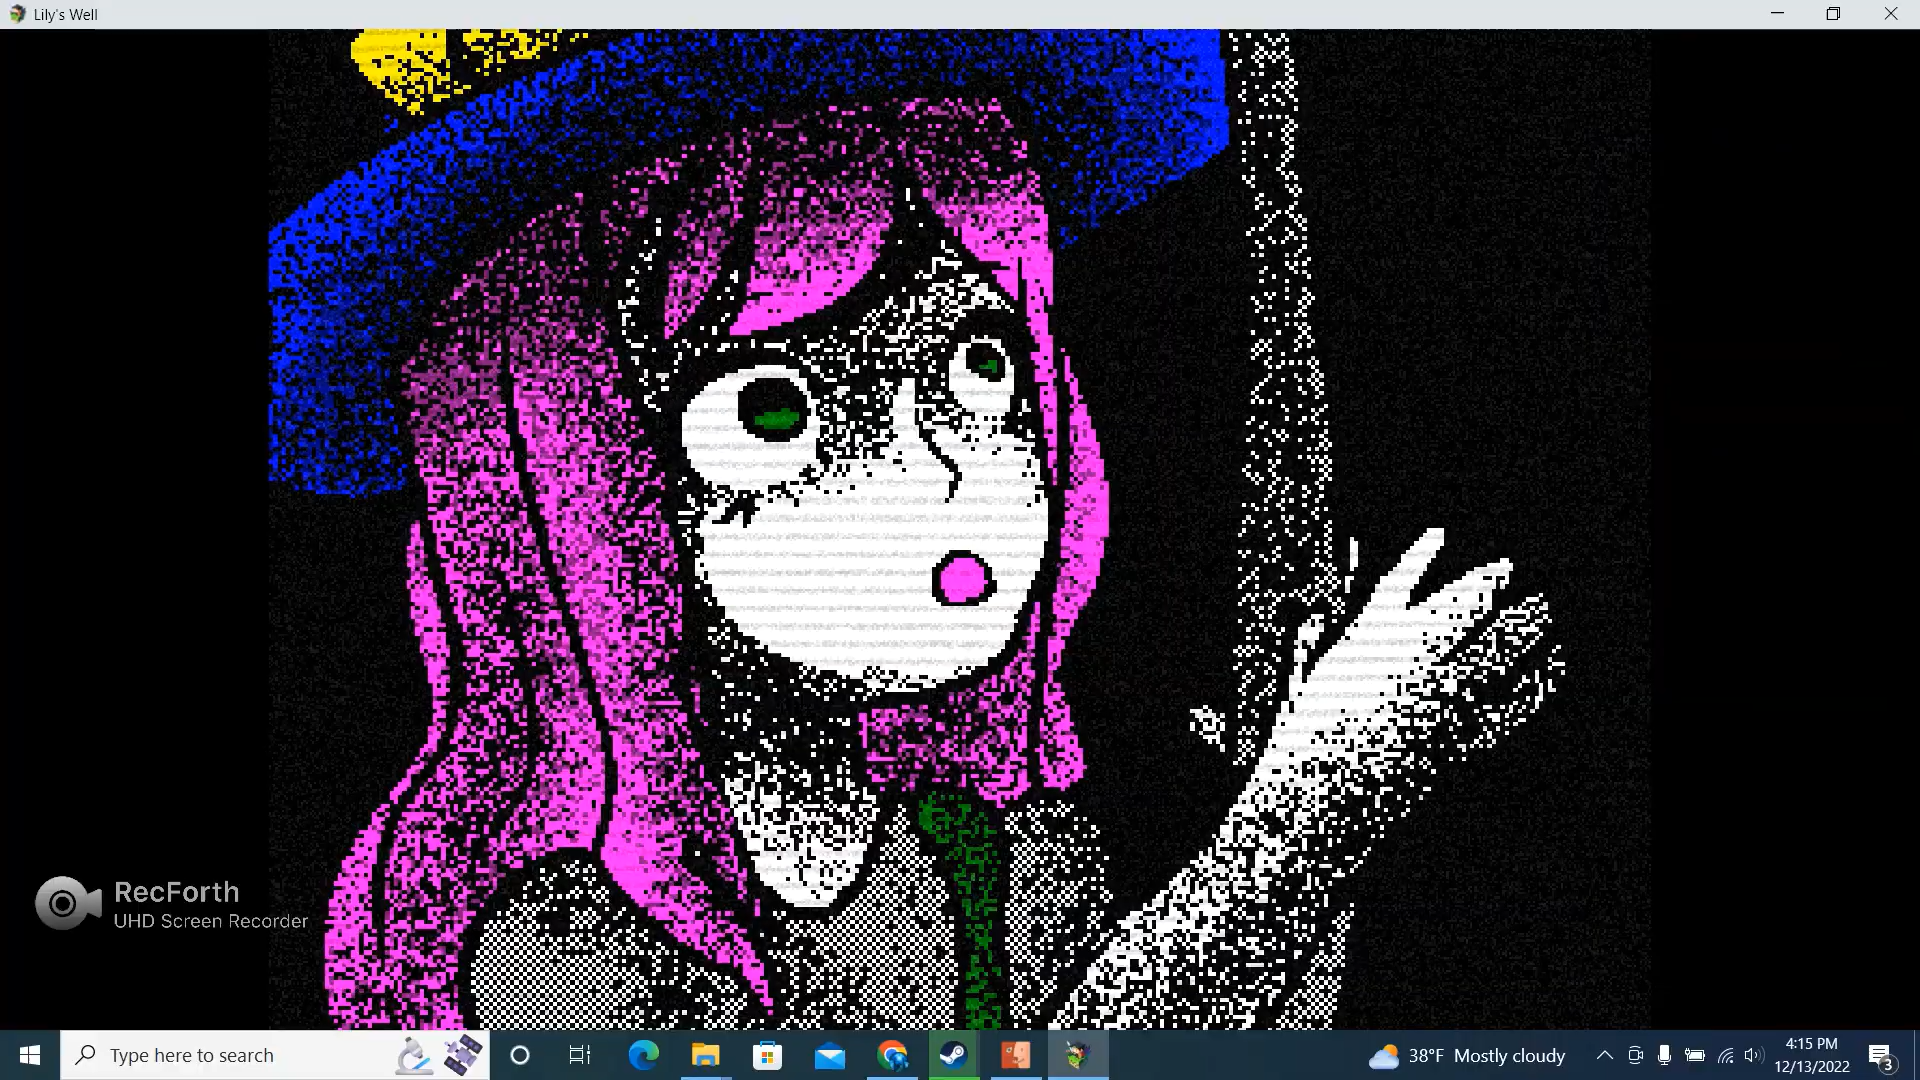 Lily's Well
RecForth
UHD Screen Recorder
Type here to search
38°F Mostly cloudy
4:15 PM
12/13/2022
3